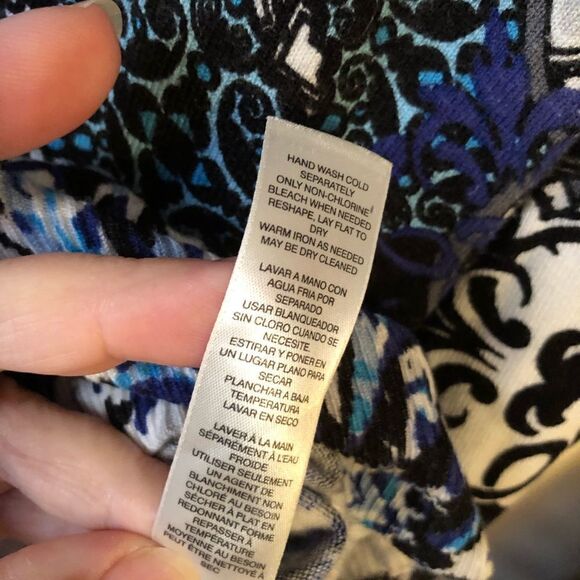 HAND WASH COLD
SEPARATELY
ONLY NON-CHLORINE
BLEACH WHEN NEEDED
RESHAPE, LAY FLAT TO
DRY
WARM IRON AS NEEDED
MAY BE DRY CLEANED
LAVAR A MANO CON
AGUA FRIA POR
SEPARADO
USAR BLANQUEADOR
SIN CLORO CUANDO SE
NECESITE
ESTIRAR Y PONER EN
UN LUGAR PLANO PARA
SECAR
PLANCHAR A BAJA
TEMPERATURA
LAVAR EN SECO
LAVER À LA MAIN
SÉPARÉMENT À L'EAU
FROIDE
UTILISER SEULEMENT
UN AGENT DE
BLANCHIMENT NON
CHLORÉ AU BESOIN
SÉCHER À PLAT EN
REDONNANT FORME
REPASSER À
TEMPÉRATURE
MOYENNE AU BESOIN
PEUT ÊTRE NETTOYÉ À
SEC